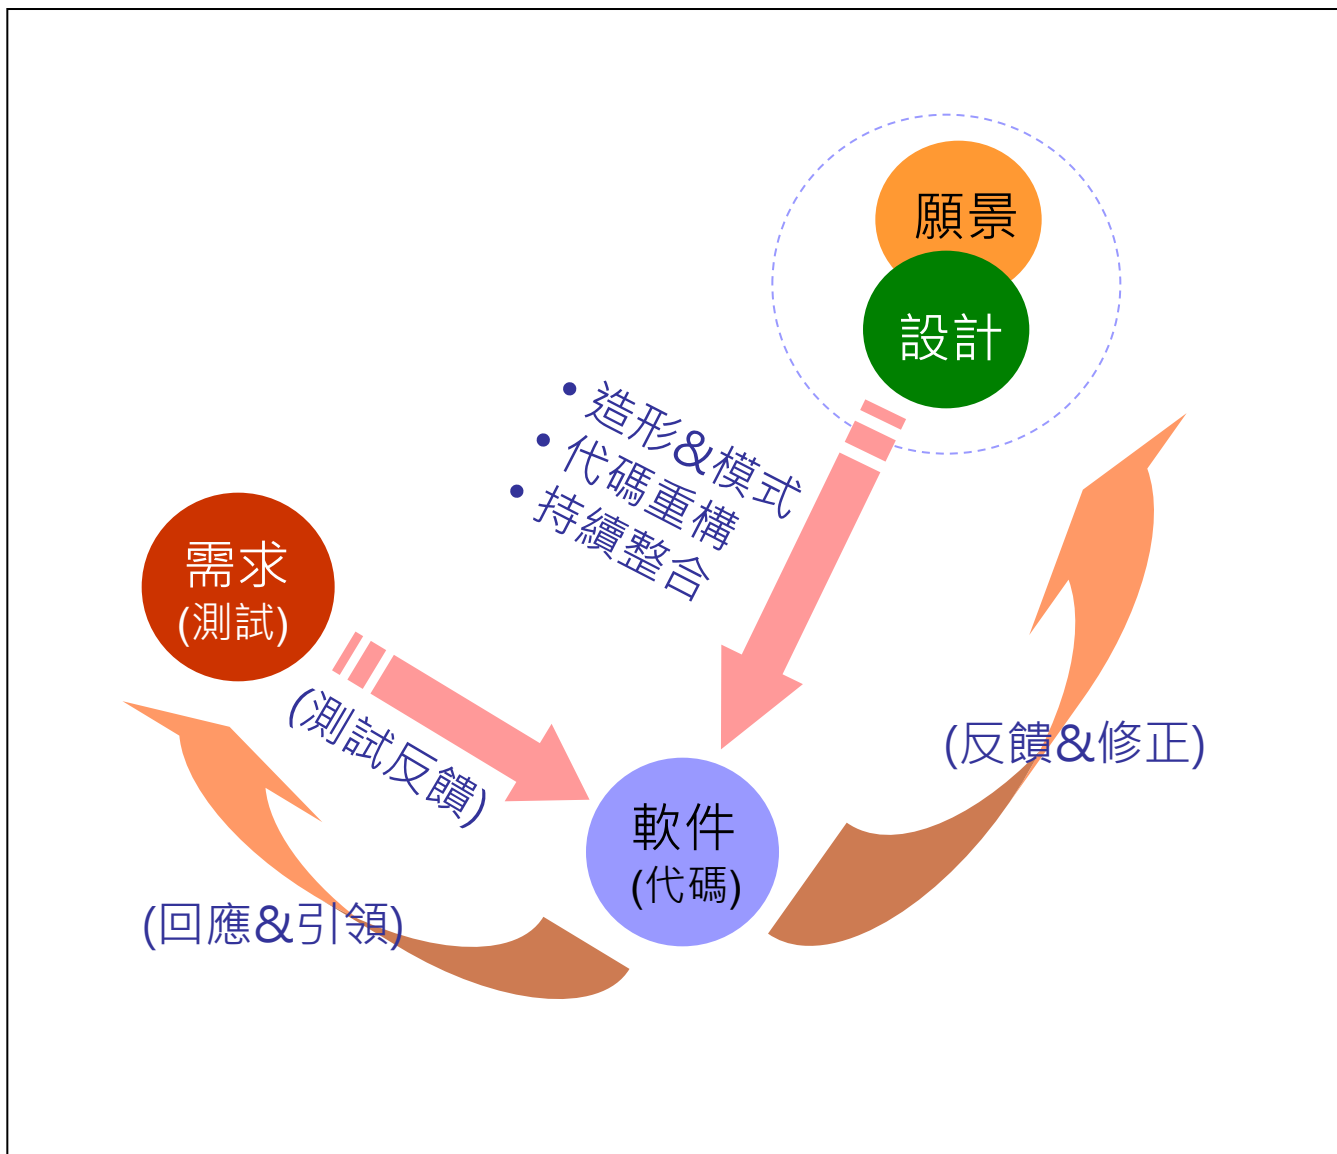 願景
設計
• 造形&模式
• 代碼重構
• 持續整合
需求
(測試)
(測試反饋)
(反饋&修正)
軟件
(代碼)
(回應&引領)